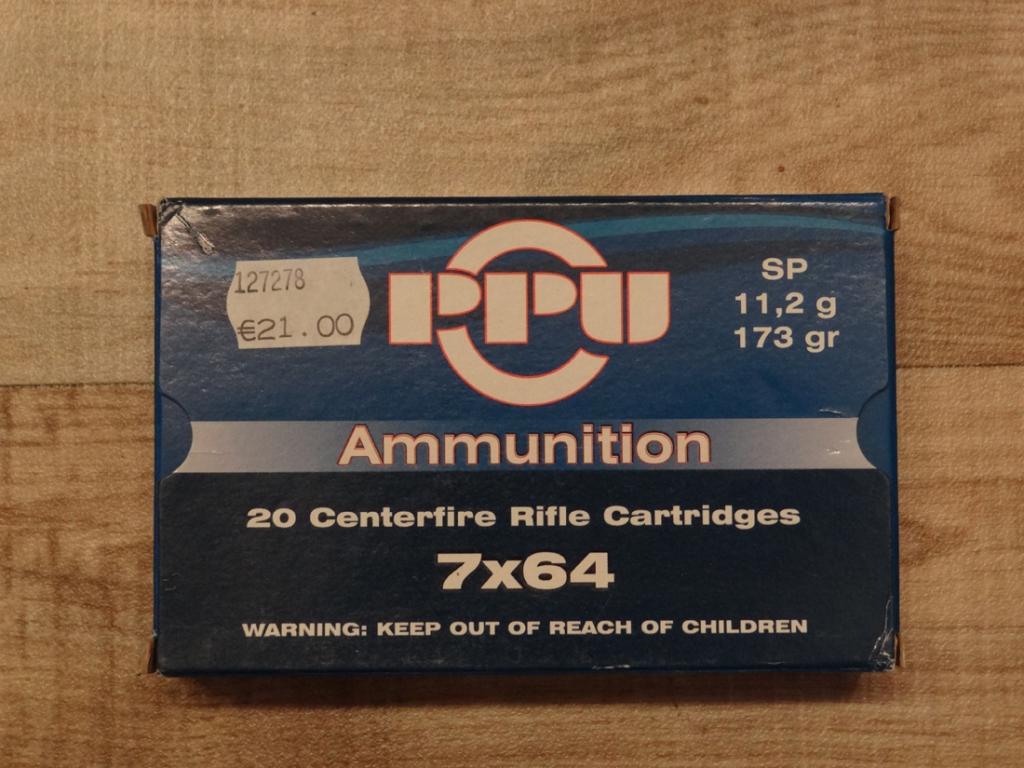 127278
€21.00
PPU
SP
11,2 g
173 gr
Ammunition
20 Centerfire Rifle Cartridges
7x64
WARNING: KEEP OUT OF REACH OF CHILDREN